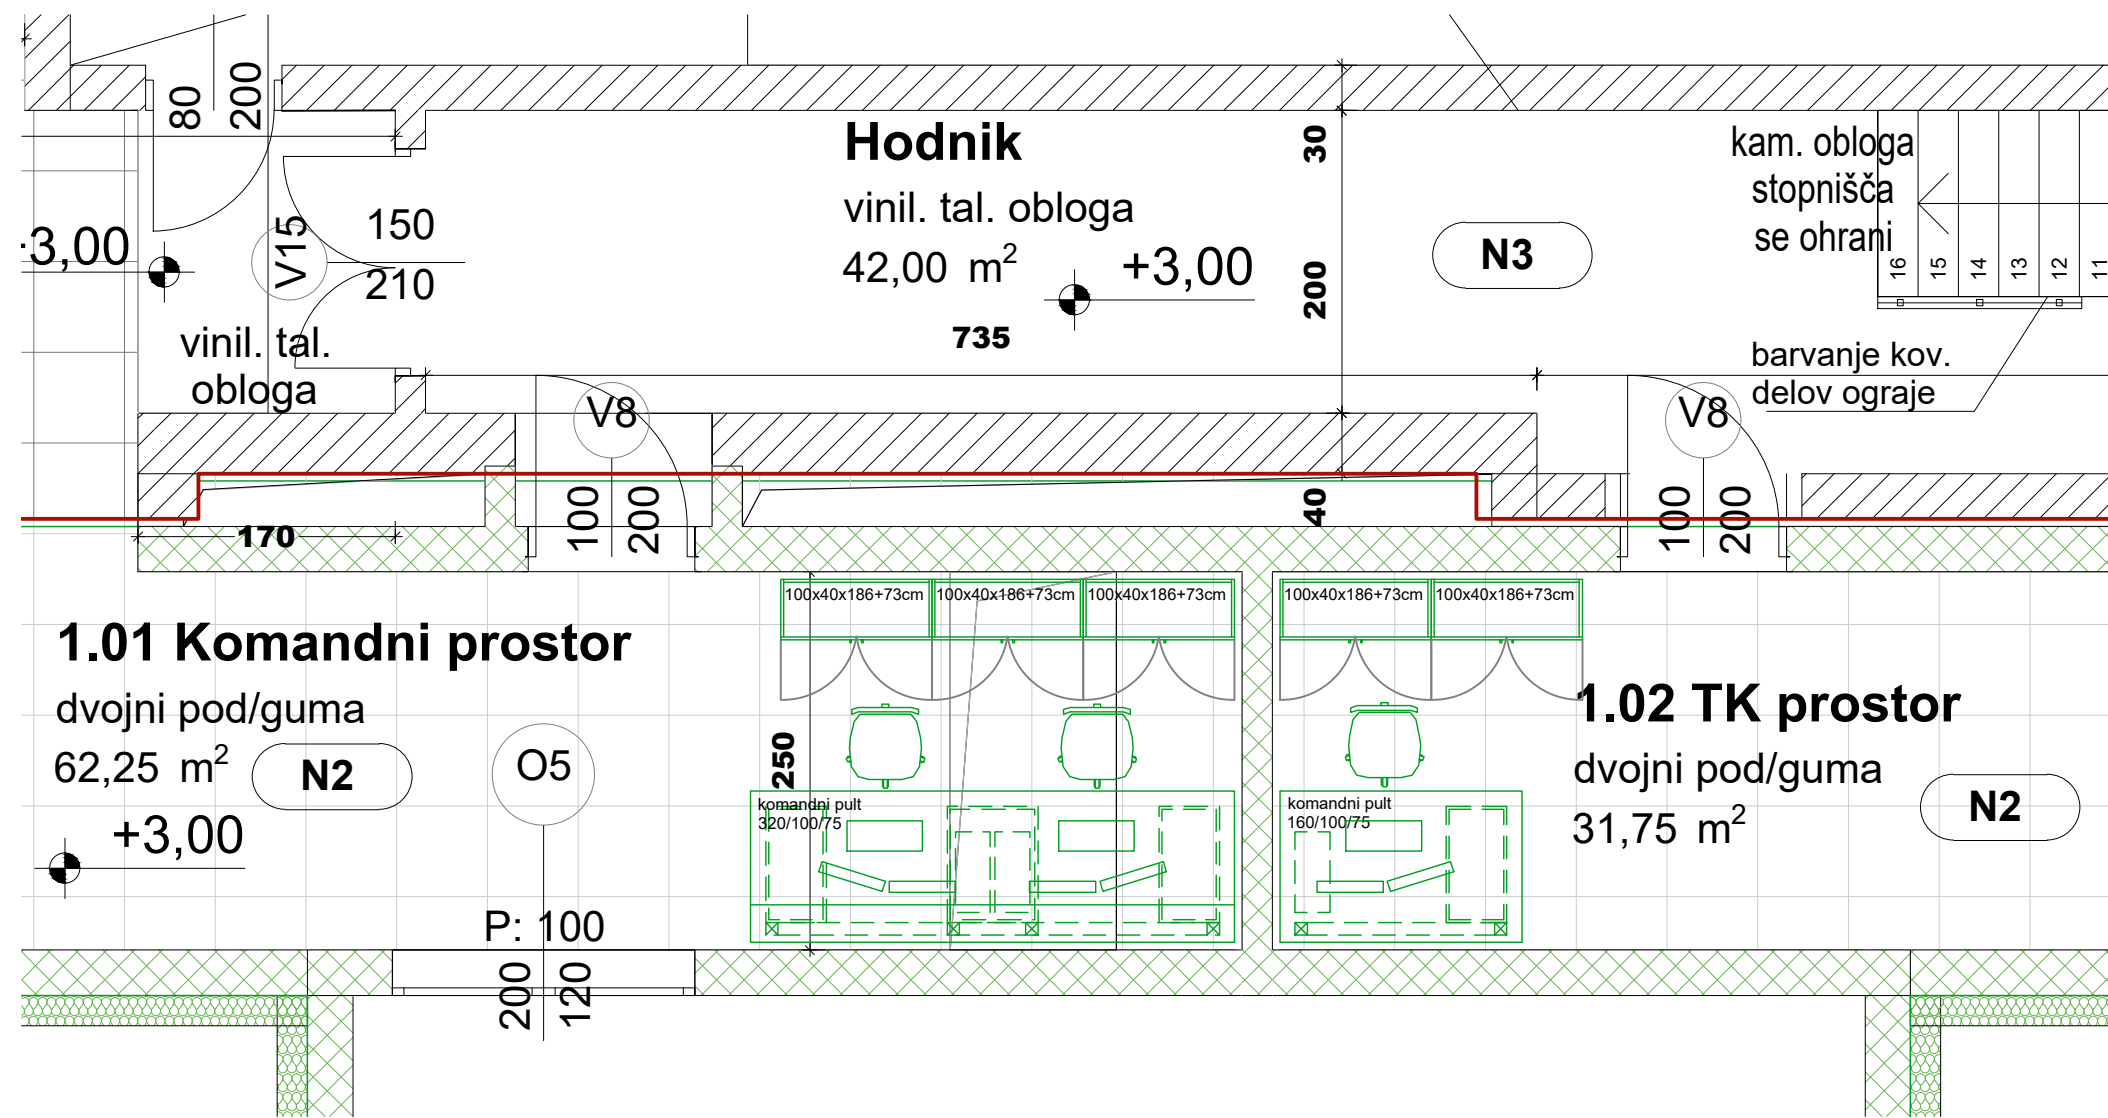 80
200
Hodnik
vinil. tal. obloga
42,00 m²
+3,00
735
30
200
40
N3
kam. obloga
stopnišča
se ohrani
16
15
14
13
12
11
barvanje kov.
delov ograje
-3,00
V15
150
210
vinil. tal.
obloga
V8
100
200
V8
100
200
170
1.01 Komandni prostor
dvojni pod/guma
62,25 m²
N2
+3,00
O5
P: 100
200
120
250
100x40x186+73cm
100x40x186+73cm
100x40x186+73cm
100x40x186+73cm
100x40x186+73cm
komandni pult
320/100/75
komandni pult
160/100/75
1.02 TK prostor
dvojni pod/guma
31,75 m²
N2